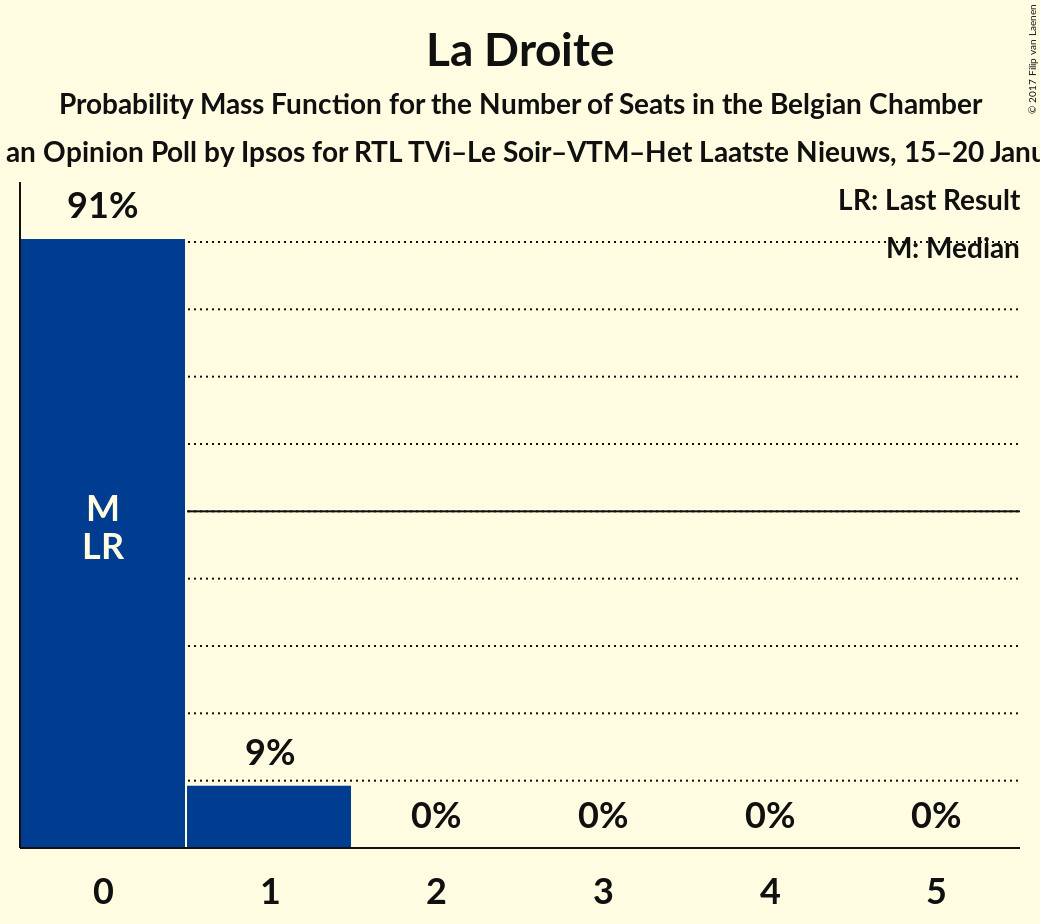 La Droite
Probability Mass Function for the Number of Seats in the Belgian Chamber
an Opinion Poll by Ipsos for RTL TVi–Le Soir–VTM–Het Laatste Nieuws, 15–20
© 2017 Filip van Laenen
LR: Last Result
M: Median
91%
M
LR
9%
0% 0% 0% 0%
0 1 2 3 4 5